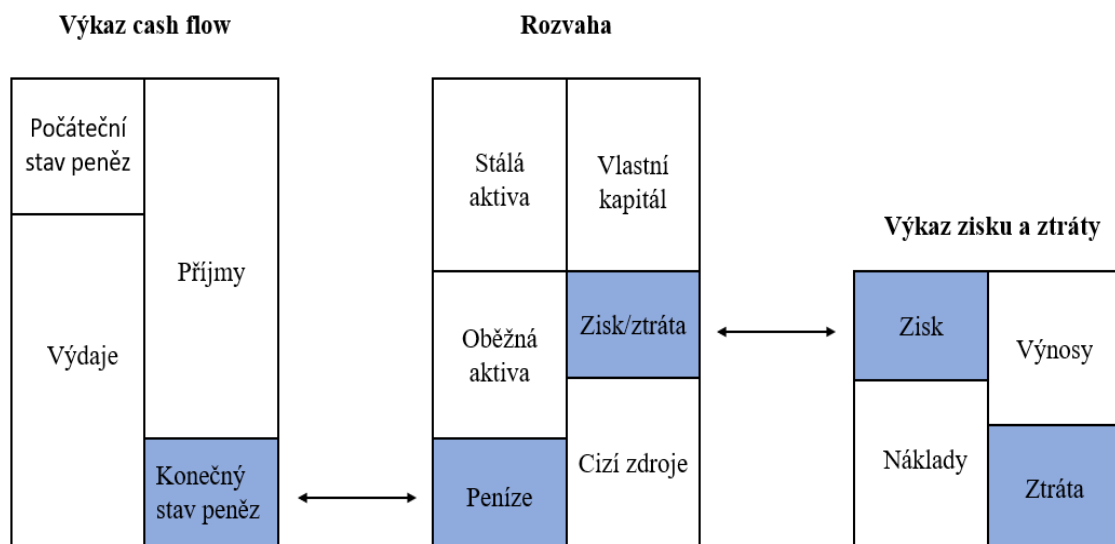 Výkaz cash flow
Rozvaha
Počáteční
stav peněz
Stálá
aktiva
Vlastní
kapitál
Výkaz zisku a ztráty
Příjmy
Zisk/ztráta
Zisk
Výnosy
Výdaje
Oběžná
aktiva
Konečný
stav peněz
Peníze
Cizí zdroje
Náklady
Ztráta